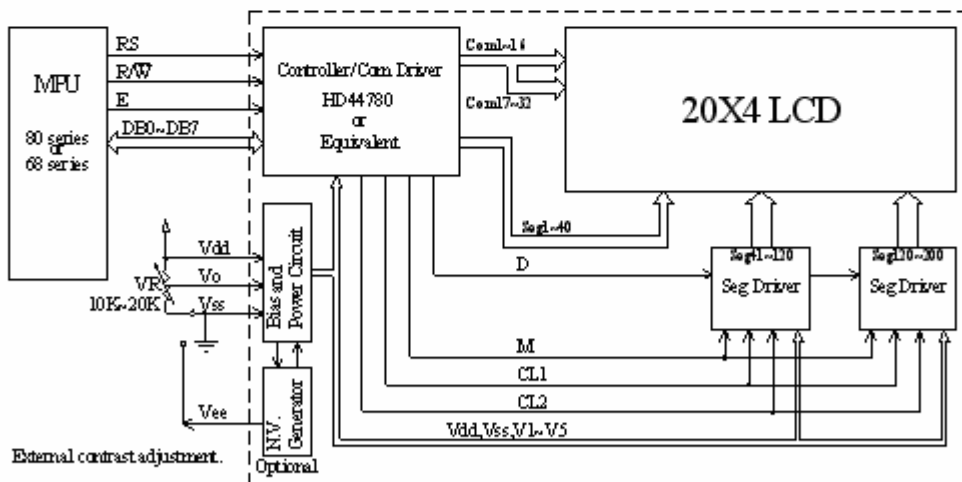 MPU
80 series
or
68 series
RS
R/W
E
DB0~DB7
Controller/Com Driver
HD44780
or
Equivalent
Com1~16
Com17~32
20X4 LCD
Seg1~40
D
Seg41~120
Seg Driver
Seg120~200
Seg Driver
Vdd
Vo
Vss
VR
10K~20K
Bias and
Power Circuit
M
CL1
CL2
Vdd,Vss,V1~V5
Vee
N.V.
Generator
Optional
External contrast adjustment.